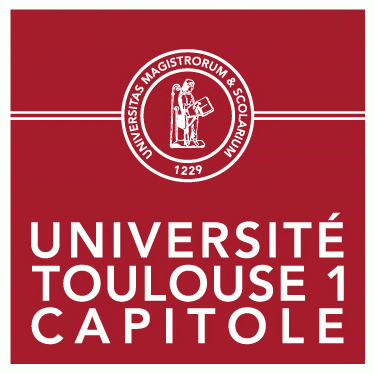 UNIVERSITAS MAGISTRORUM & SCOLARIUM
1229
UNIVERSITÉ
TOULOUSE 1
CAPITOLE